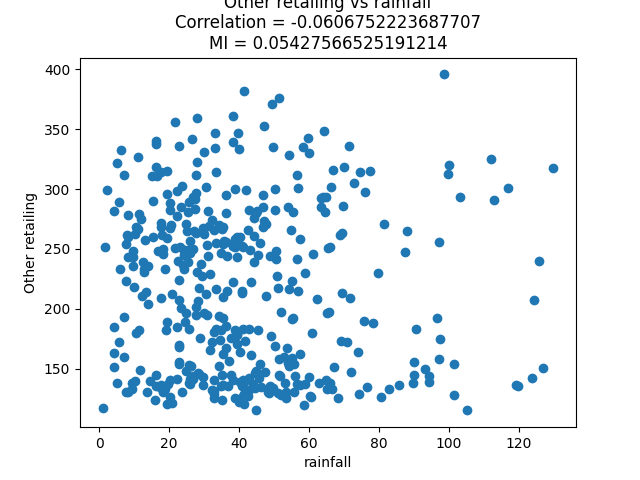 Other retailing vs rainfall
Correlation = -0.0606752223687707
MI = 0.05427566525191214
400
350
300
250
200
150
Other retailing
0 20 40 60 80 100 120
rainfall